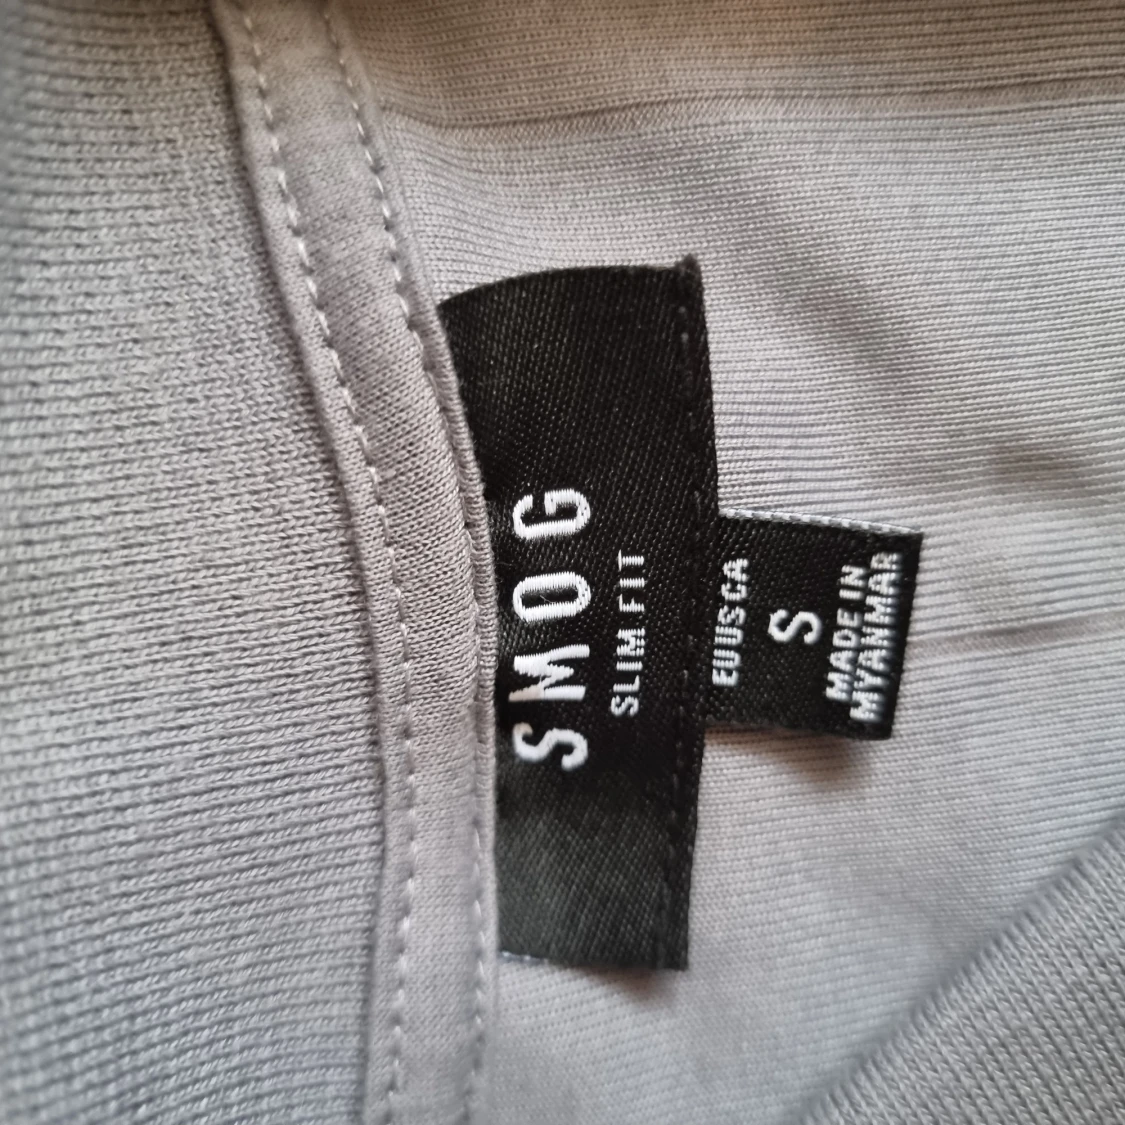 SMOG
SLIM FIT
EU US CA
S
MADE IN
MYANMAR